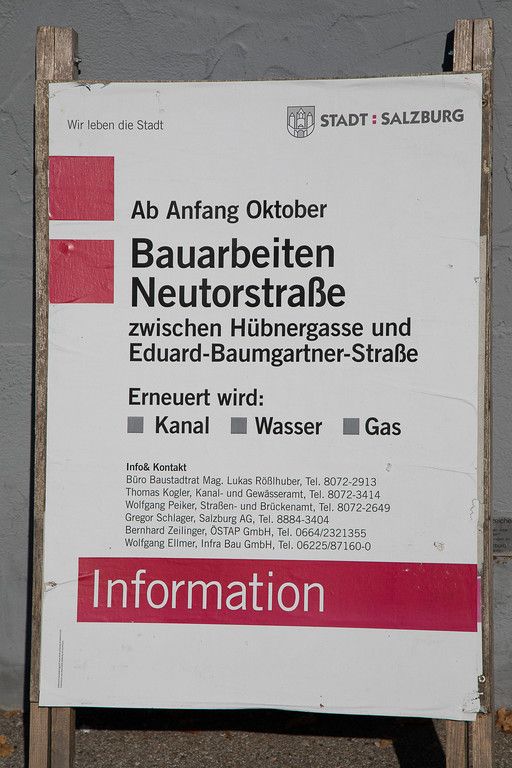 Wir leben die Stadt
STADT : SALZBURG
Ab Anfang Oktober
Bauarbeiten
Neutorstraße
zwischen Hübnergasse und
Eduard-Baumgartner-Straße
Erneuert wird:
Kanal Wasser Gas
Info& Kontakt
Büro Baustadtrat Mag. Lukas Rößlhuber, Tel. 8072-2913
Thomas Kogler, Kanal- und Gewässeramt, Tel. 8072-3414
Wolfgang Peiker, Straßen- und Brückenamt, Tel. 8072-2649
Gregor Schlager, Salzburg AG, Tel. 8884-3404
Bernhard Zeilinger, ÖSTAP GmbH, Tel. 0664/2321355
Wolfgang Ellmer, Infra Bau GmbH, Tel. 06225/87160-0
Information